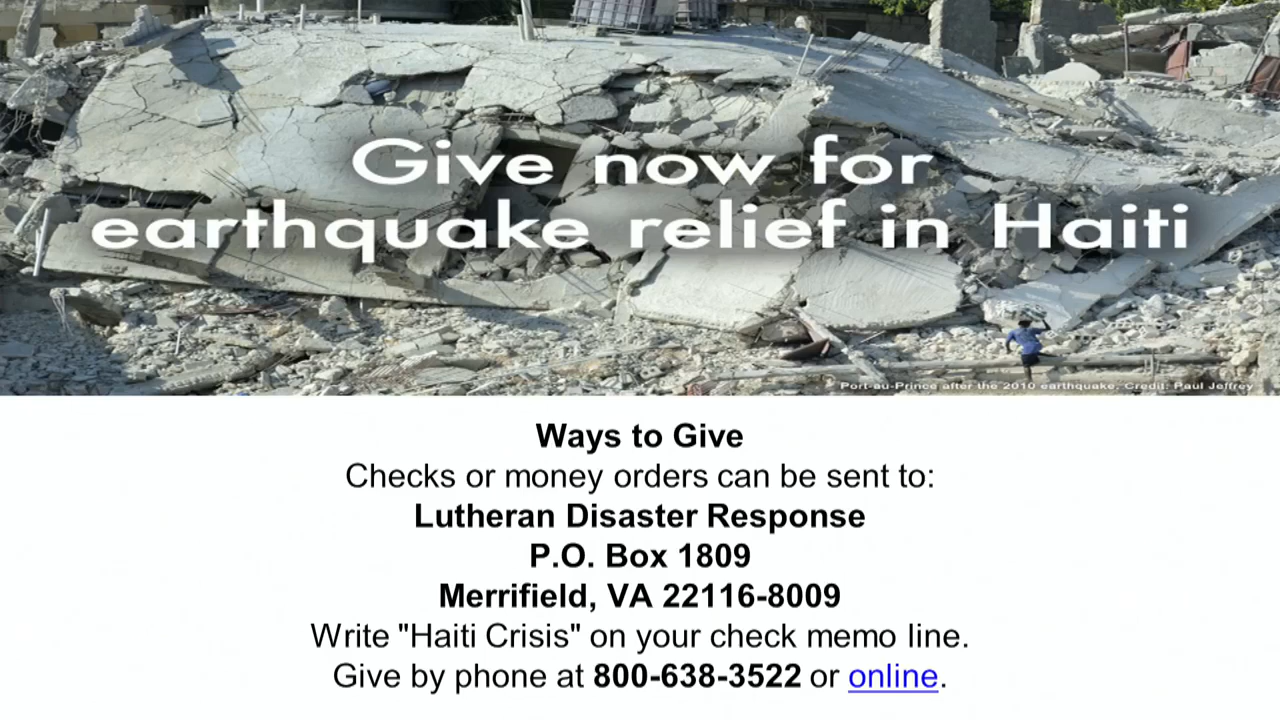 Give now for
earthquake relief in Haiti
Port-au-Prince after the 2010 earthquake. Credit: Paul Jeffrey
Ways to Give
Checks or money orders can be sent to:
Lutheran Disaster Response
P.O. Box 1809
Merrifield, VA 22116-8009
Write "Haiti Crisis" on your check memo line.
Give by phone at 800-638-3522 or online.